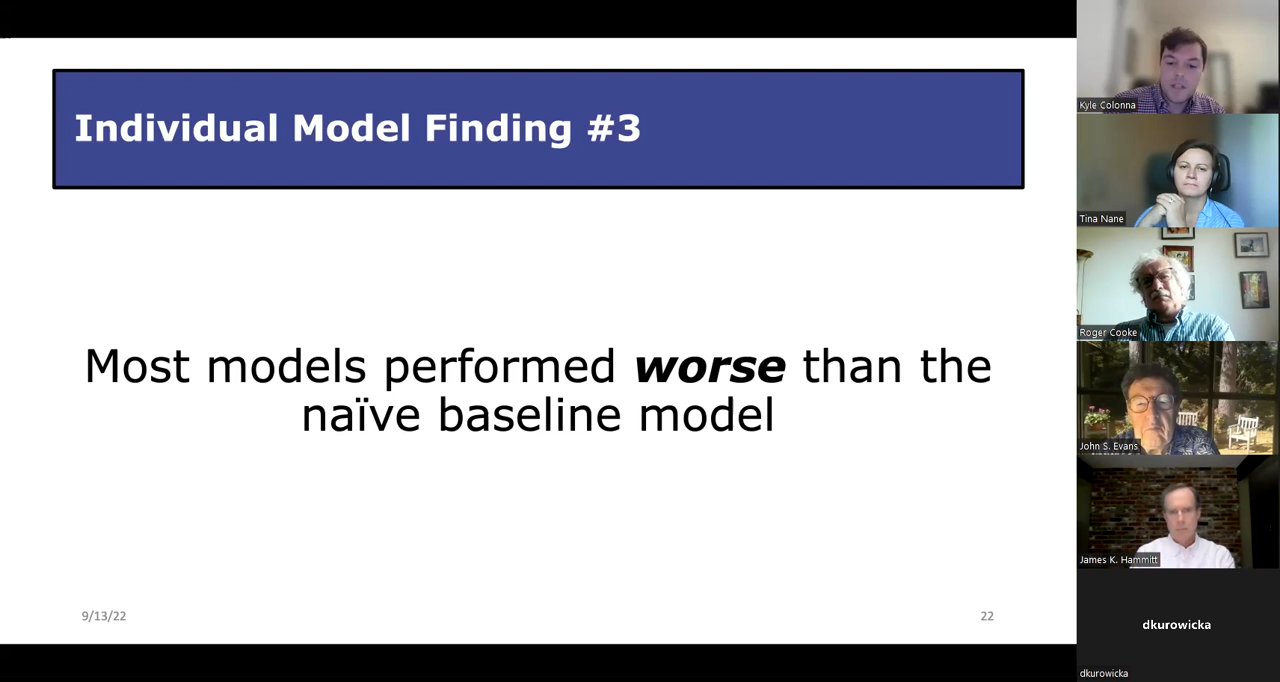 Individual Model Finding #3
Most models performed worse than the
naïve baseline model
9/13/22
22
Kyle Colonna
Tina Nane
Roger Cooke
John S. Evans
James K. Hammitt
dkurowicka
dkurowicka